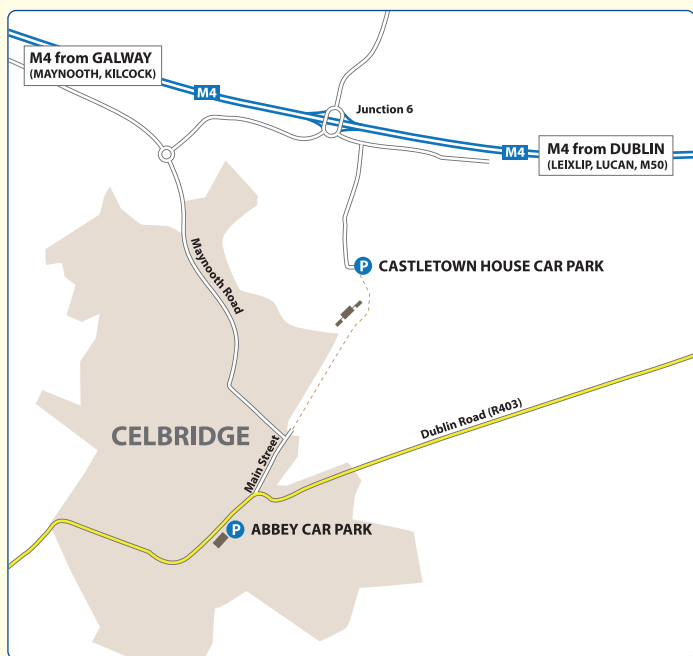 M4 from GALWAY
(MAYNOOTH, KILCOCK)
M4
Junction 6
M4
M4 from DUBLIN
(LEIXLIP, LUCAN, M50)
Maynooth Road
P CASTLETOWN HOUSE CAR PARK
CELBRIDGE
Main Street
Dublin Road (R403)
P ABBEY CAR PARK